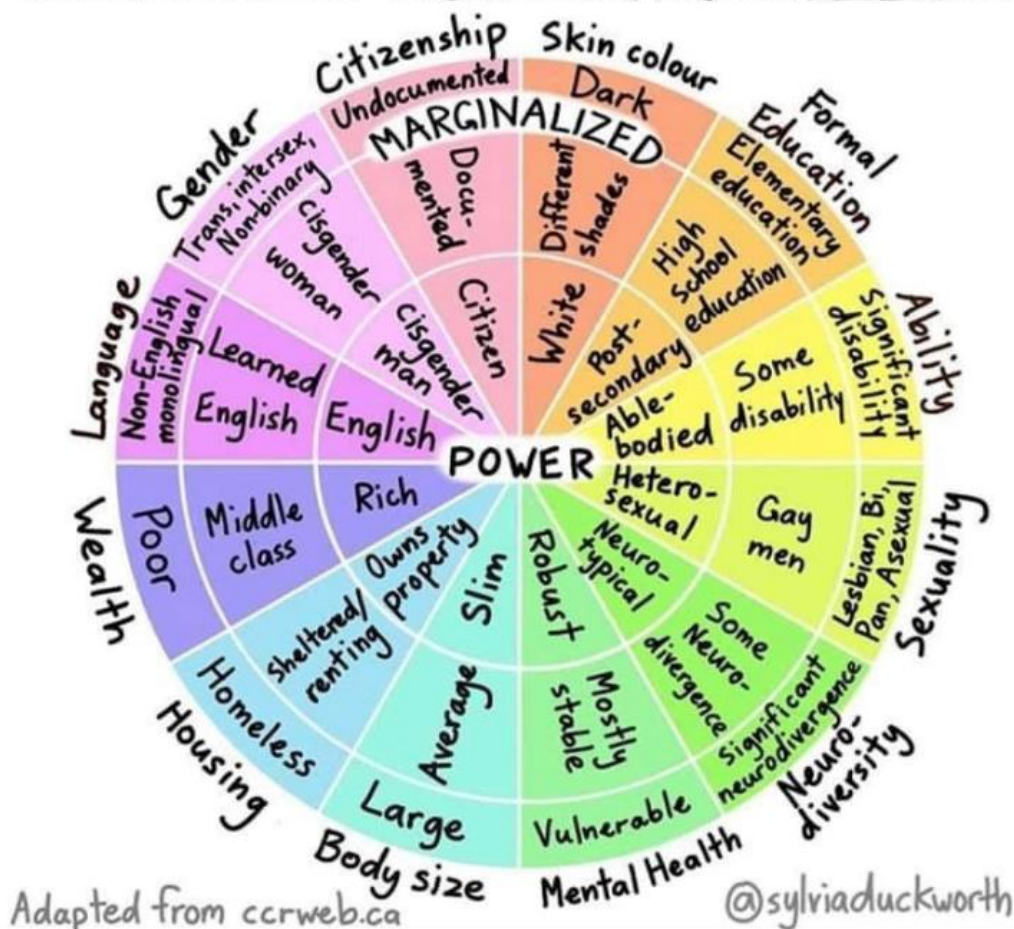 Citizenship
Undocumented
Docu-
mented
Citizen
Skin colour
Dark
Different
shades
White
Formal
Education
Elementary
education
High
School
education
Post-
secondary
Ability
Significant
disability
Some
disability
Able-
bodied
Sexuality
Lesbian, Bi,
Pan, Asexual
Gay
men
Hetero-
sexual
Neuro-
diversity
Significant
neurodivergence
Some
Neuro-
divergence
Neuro-
typical
Mental Health
Vulnerable
Mostly
stable
Robust
Body size
Large
Average
Slim
Housing
Homeless
Sheltered/
renting
Owns
property
Wealth
Poor
Middle
class
Rich
Language
Non-English
monolingual
Learned
English
English
Gender
Trans, intersex,
Non-binary
cisgender
woman
cisgender
man
MARGINALIZED
POWER
Adapted from ccrweb.ca
@sylviaduckworth